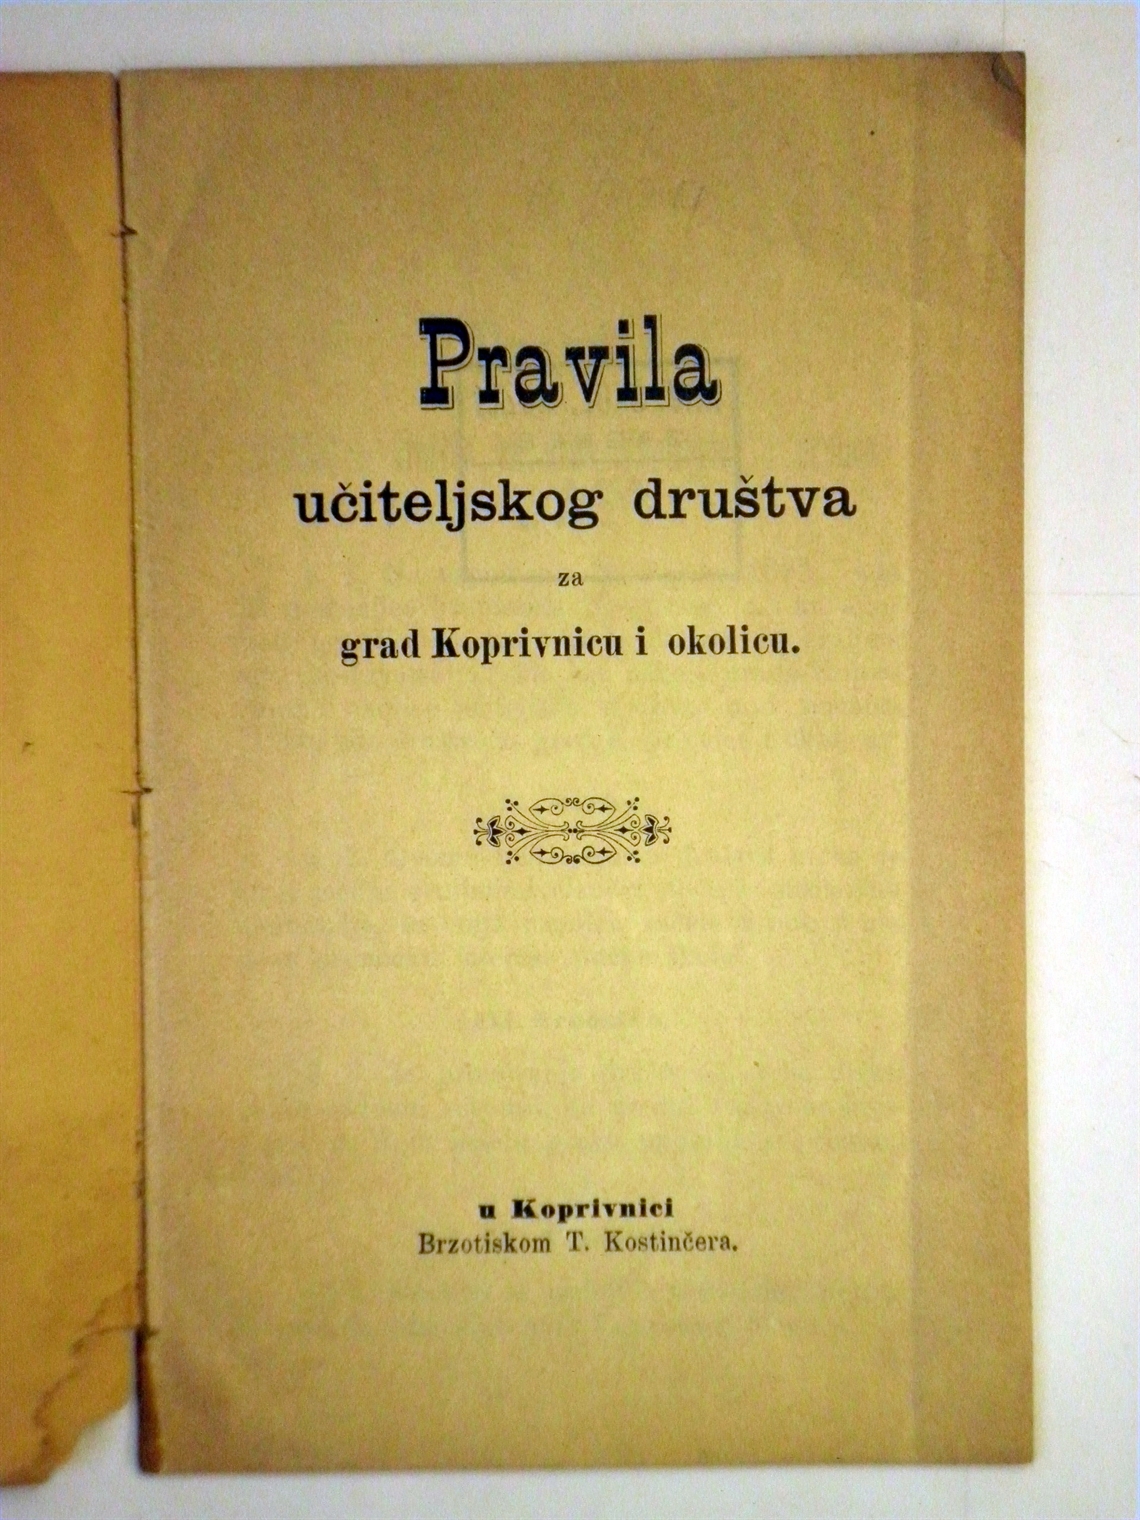 Pravila
učiteljskog društva
za
grad Koprivnicu i okolicu.
u Koprivnici
Brzotiskom T. Kostinčera.